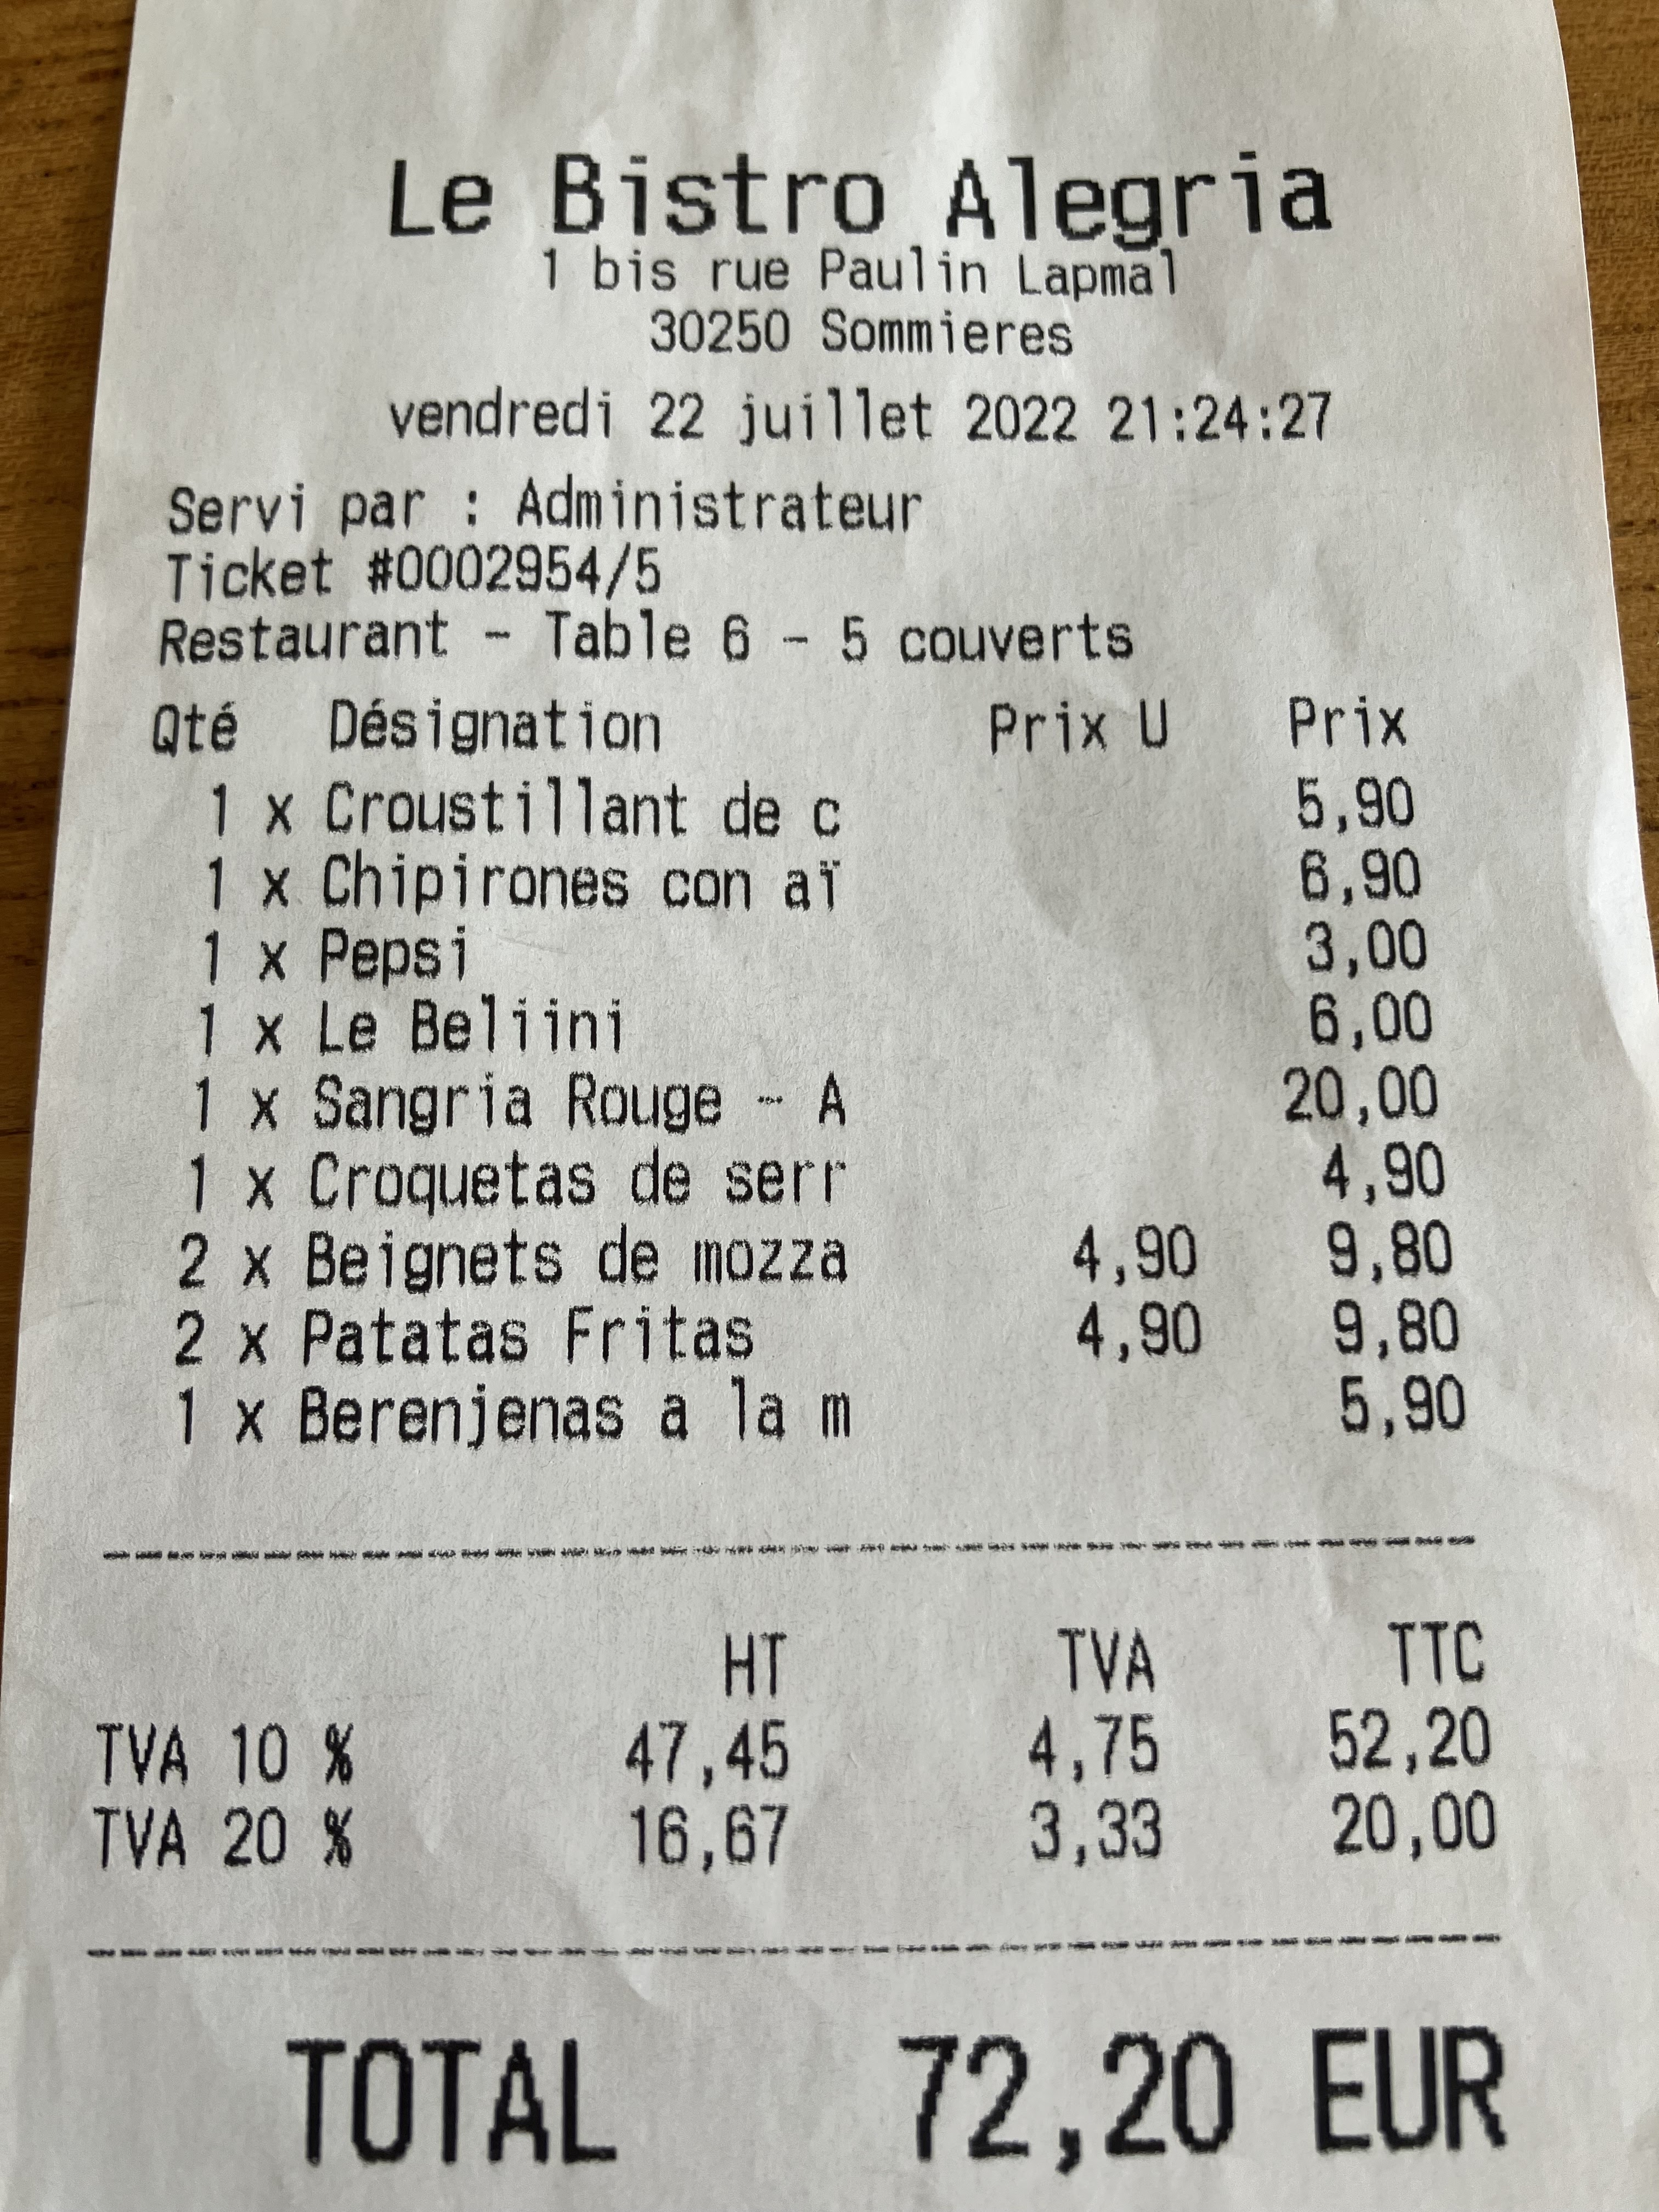 Le Bistro Alegria
1 bis rue Paulin Lapmal
30250 Sommieres
vendredi 22 juillet 2022 21:24:27
Servi par : Administrateur
Ticket #0002954/5
Restaurant - Table 6 - 5 couverts
Qté Désignation Prix U Prix
1 x Croustillant de c 5,90
1 x Chipirones con aï 6,90
1 x Pepsi 3,00
1 x Le Beliini 6,00
1 x Sangria Rouge - A 20,00
1 x Croquetas de serr 4,90
2 x Beignets de mozza 4,90 9,80
2 x Patatas Fritas 4,90 9,80
1 x Berenjenas a la m 5,90
HT TVA TTC
TVA 10 % 47,45 4,75 52,20
TVA 20 % 16,67 3,33 20,00
TOTAL 72,20 EUR